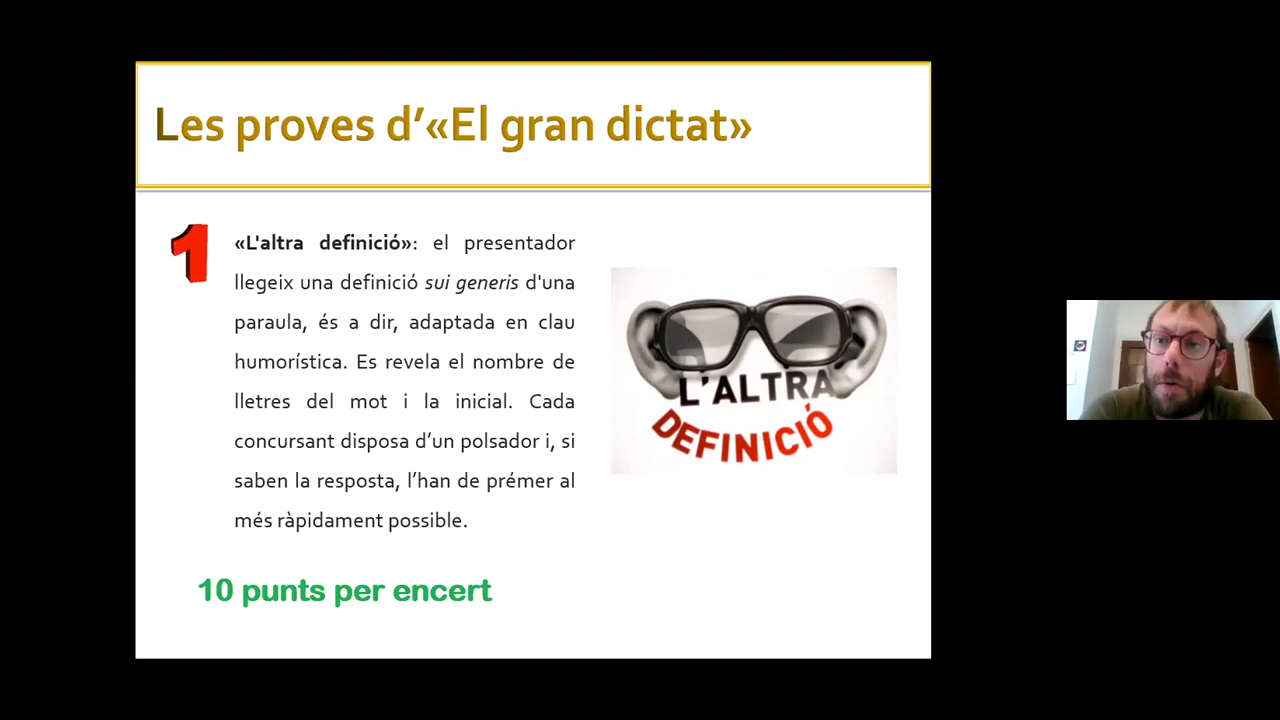 Les proves d’«El gran dictat»
1
«L'altra definició»: el presentador
llegeix una definició sui generis d'una
paraula, és a dir, adaptada en clau
humorística. Es revela el nombre de
lletres del mot i la inicial. Cada
concursant disposa d’un polsador i, si
saben la resposta, l’han de prémer al
més ràpidament possible.
L'ALTRA
DEFINICIÓ
10 punts per encert